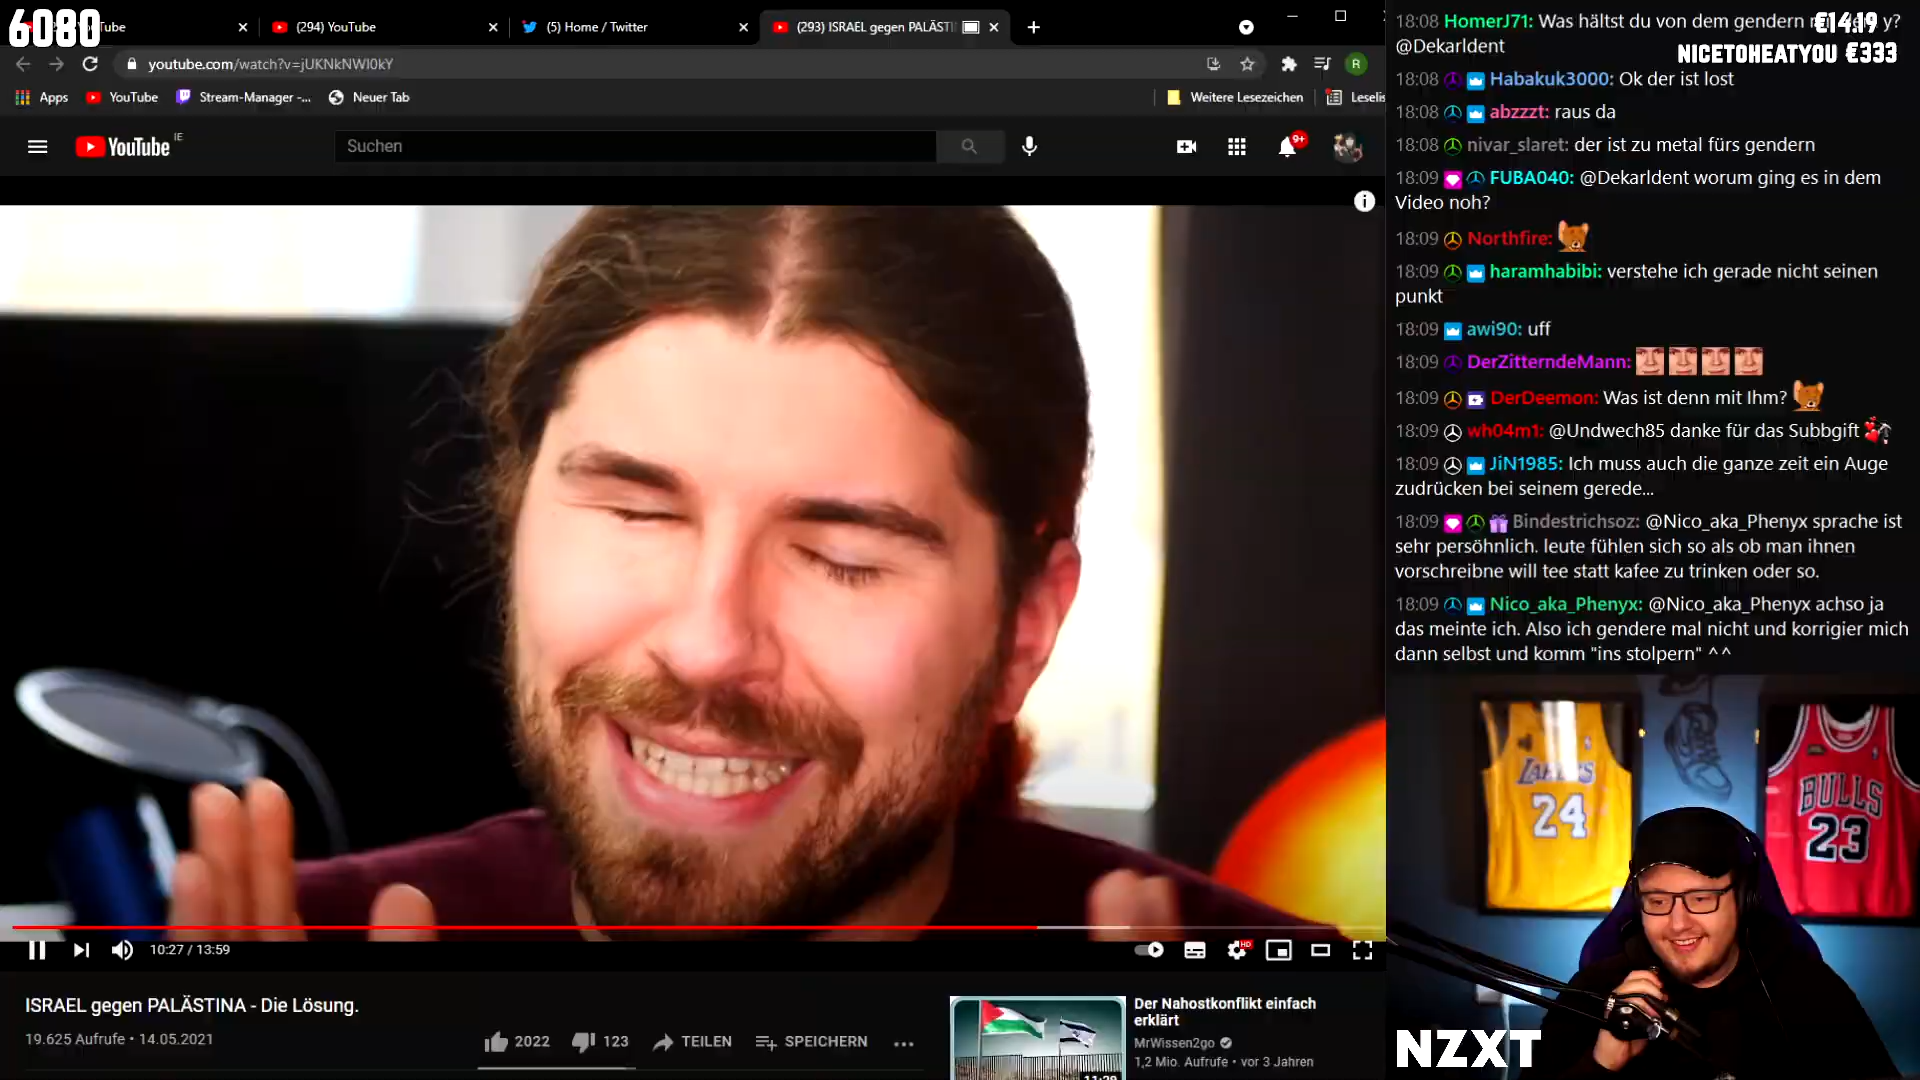 6080
(294) YouTube
(5) Home / Twitter
(293) ISRAEL gegen PALÄSTI
youtube.com/watch?v=jUKNkNWI0kY
R
Apps
YouTube
Stream-Manager -...
Neuer Tab
Weitere Lesezeichen
YouTube
IE
Suchen
9+
i
HD
10:27 / 13:59
ISRAEL gegen PALÄSTINA - Die Lösung.
19.625 Aufrufe • 14.05.2021
2022
123
TEILEN
SPEICHERN
Der Nahostkonflikt einfach
erklärt
MrWissen2go
1,2 Mio. Aufrufe • vor 3 Jahren
€14.19
NICETOHEATYOU €333
18:08 HomerJ71: Was hältst du von dem gendern y?
@Dekarldent
18:08 Habakuk3000: Ok der ist lost
18:08 abzzzt: raus da
18:08 nivar_slaret: der ist zu metal fürs gendern
18:09 FUBA040: @Dekarldent worum ging es in dem
Video noh?
18:09 Northfire:
18:09 haramhabibi: verstehe ich gerade nicht seinen
punkt
18:09 awi90: uff
18:09 DerZitterndeMann:
18:09 DerDeemon: Was ist denn mit Ihm?
18:09 wh04m1: @Undwech85 danke für das Subbgift
18:09 JiN1985: Ich muss auch die ganze zeit ein Auge
zudrücken bei seinem gerede...
18:09 Bindestrichsoz: @Nico_aka_Phenyx sprache ist
sehr persöhnlich. leute fühlen sich so als ob man ihnen
vorschreibne will tee statt kafee zu trinken oder so.
18:09 Nico_aka_Phenyx: @Nico_aka_Phenyx achso ja
das meinte ich. Also ich gendere mal nicht und korrigier mich
dann selbst und komm "ins stolpern" ^^
LAKERS
24
BULLS
23
NZXT